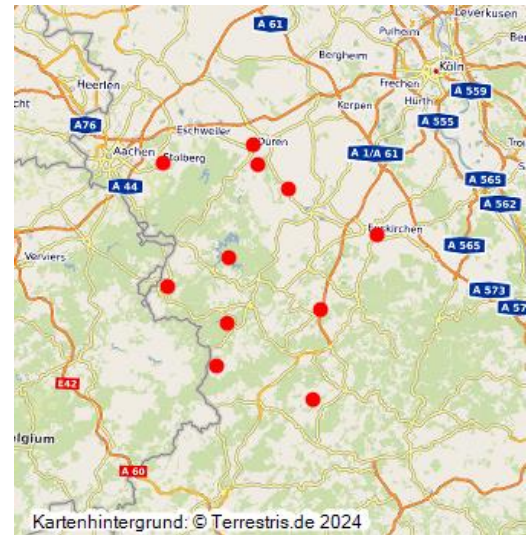 Leverkusen
A 61
Pulheim
Bergheim
Köln
Heerlen
Frechen
A 559
Hürth
Kerpen
A 555
A76
Eschweiler
Düren
Aachen
Stolberg
A 1/A 61
A 565
A 44
A 562
Euskirchen
Verviers
A 565
A 573
E42
A 60
Kartenhintergrund: © Terrestris.de 2024